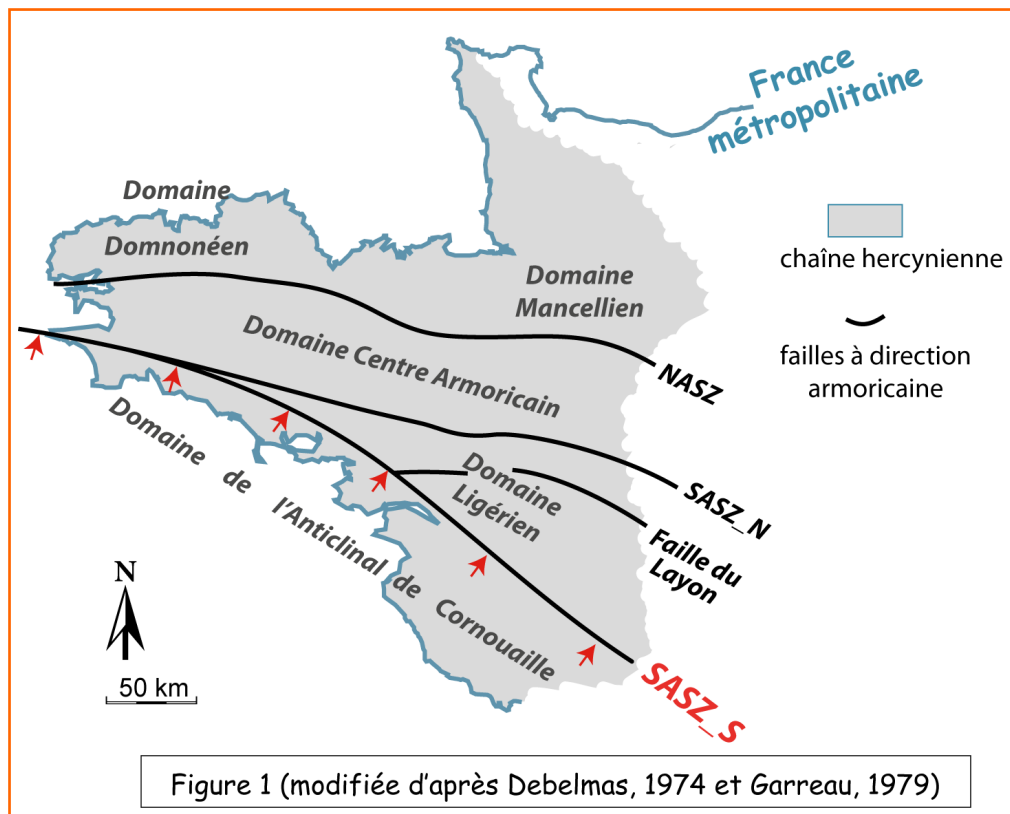 France
métropolitaine
Domaine
Domnonéen
Domaine
Mancellien
chaîne hercynienne
Domaine Centre Armoricain
failles à direction
armoricaine
NASZ
Domaine de l'Anticlinal de Cornouaille
Domaine
Ligérien
SASZ_N
Faille du
Layon
N
50 km
SASZ_S
Figure 1 (modifiée d'après Debelmas, 1974 et Garreau, 1979)